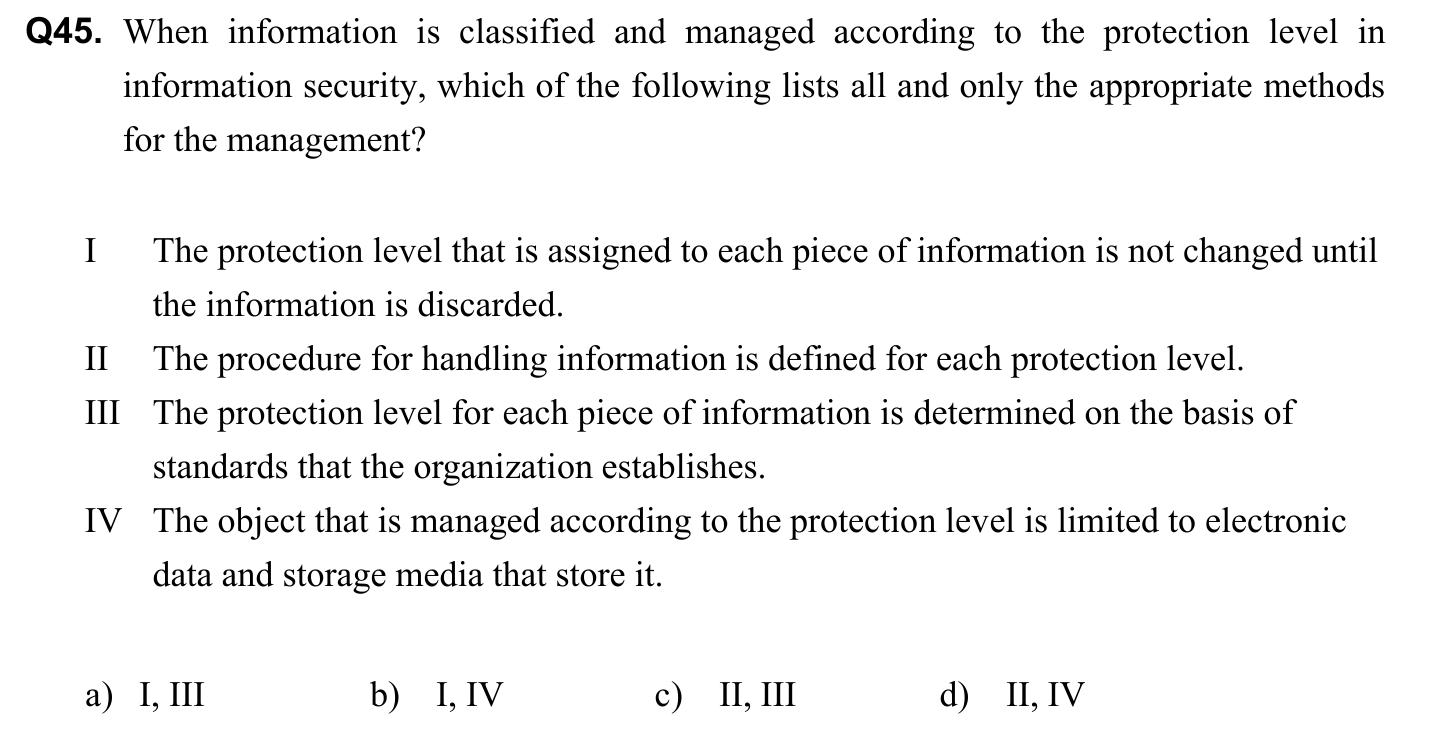 Q45. When information is classified and managed according to the protection level in
information security, which of the following lists all and only the appropriate methods
for the management?
I The protection level that is assigned to each piece of information is not changed until
the information is discarded.
II The procedure for handling information is defined for each protection level.
III The protection level for each piece of information is determined on the basis of
standards that the organization establishes.
IV The object that is managed according to the protection level is limited to electronic
data and storage media that store it.
a) I, III b) I, IV c) II, III d) II, IV